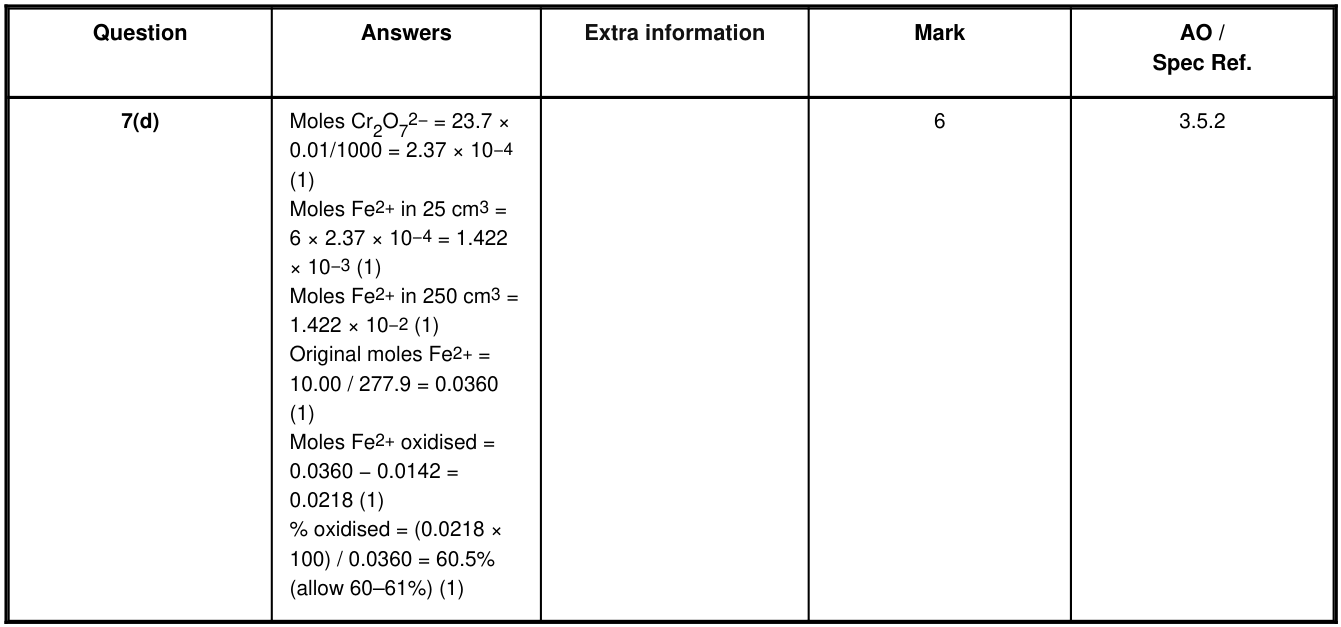 Question Answers Extra information Mark AO /
Spec Ref.
7(d) Moles Cr₂O₇²⁻ = 23.7 × 6 3.5.2
0.01/1000 = 2.37 × 10⁻⁴
(1)
Moles Fe²⁺ in 25 cm³ =
6 × 2.37 × 10⁻⁴ = 1.422
× 10⁻³ (1)
Moles Fe²⁺ in 250 cm³ =
1.422 × 10⁻² (1)
Original moles Fe²⁺ =
10.00 / 277.9 = 0.0360
(1)
Moles Fe²⁺ oxidised =
0.0360 − 0.0142 =
0.0218 (1)
% oxidised = (0.0218 ×
100) / 0.0360 = 60.5%
(allow 60–61%) (1)